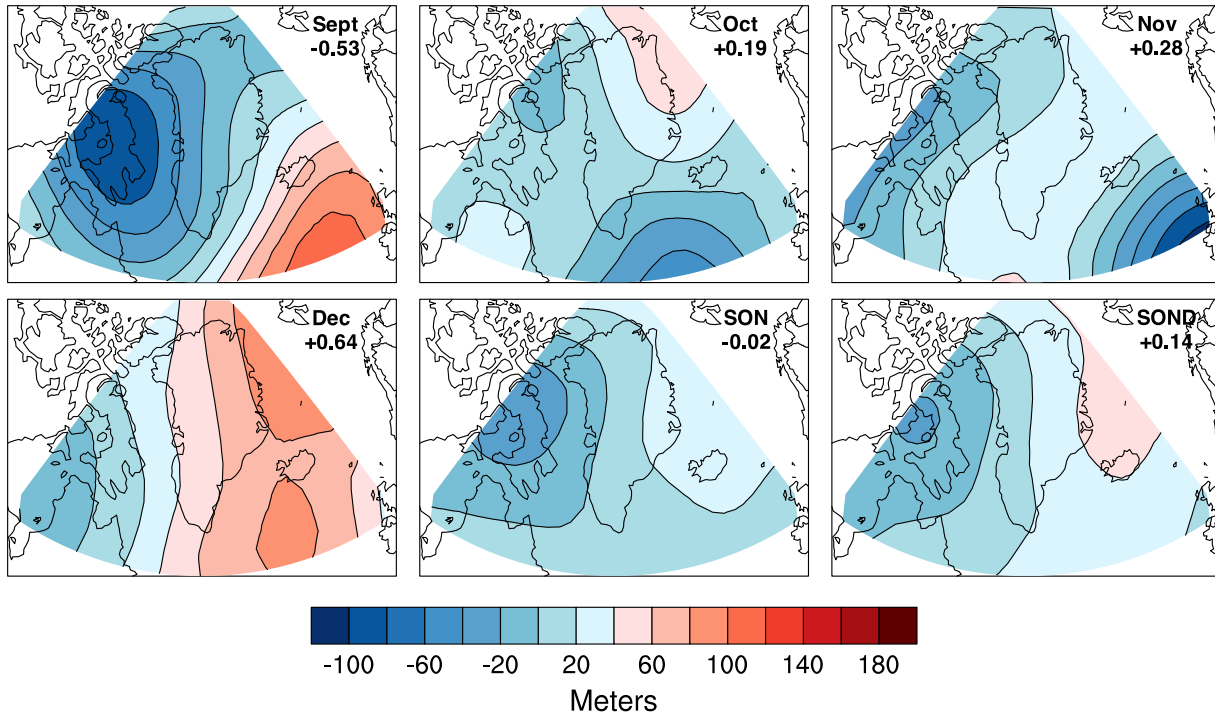 Sept
-0.53
Oct
+0.19
Nov
+0.28
Dec
+0.64
SON
-0.02
SOND
+0.14
-100 -60 -20 20 60 100 140 180
Meters